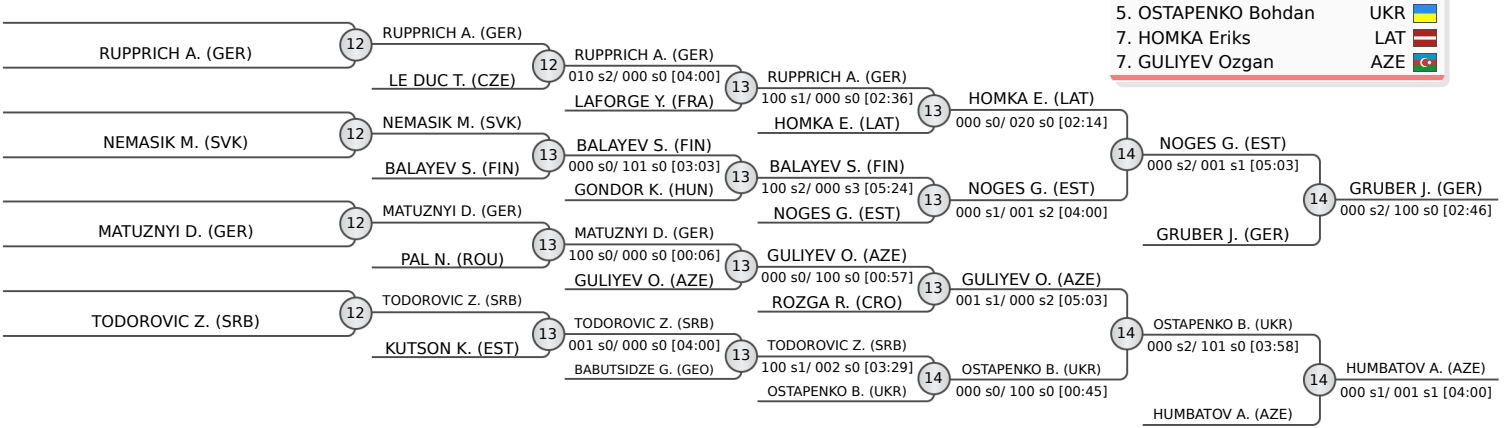 5. OSTAPENKO Bohdan UKR
7. HOMKA Eriks LAT
7. GULIYEV Ozgan AZE
RUPPRICH A. (GER)
12
NEMASIK M. (SVK)
12
MATUZNYI D. (GER)
12
TODOROVIC Z. (SRB)
12
RUPPRICH A. (GER)
LE DUC T. (CZE)
12
NEMASIK M. (SVK)
BALAYEV S. (FIN)
13
MATUZNYI D. (GER)
PAL N. (ROU)
13
TODOROVIC Z. (SRB)
KUTSON K. (EST)
13
RUPPRICH A. (GER)
010 s2/ 000 s0 [04:00]
LAFORGE Y. (FRA)
13
BALAYEV S. (FIN)
000 s0/ 101 s0 [03:03]
GONDOR K. (HUN)
13
MATUZNYI D. (GER)
100 s0/ 000 s0 [00:06]
GULIYEV O. (AZE)
13
TODOROVIC Z. (SRB)
001 s0/ 000 s0 [04:00]
BABUTSIDZE G. (GEO)
13
RUPPRICH A. (GER)
100 s1/ 000 s0 [02:36]
HOMKA E. (LAT)
13
BALAYEV S. (FIN)
100 s2/ 000 s3 [05:24]
NOGES G. (EST)
13
GULIYEV O. (AZE)
000 s0/ 100 s0 [00:57]
ROZGA R. (CRO)
13
TODOROVIC Z. (SRB)
100 s1/ 002 s0 [03:29]
OSTAPENKO B. (UKR)
14
HOMKA E. (LAT)
000 s0/ 020 s0 [02:14]
NOGES G. (EST)
000 s1/ 001 s2 [04:00]
14
GULIYEV O. (AZE)
001 s1/ 000 s2 [05:03]
OSTAPENKO B. (UKR)
000 s0/ 100 s0 [00:45]
14
NOGES G. (EST)
000 s2/ 001 s1 [05:03]
GRUBER J. (GER)
14
OSTAPENKO B. (UKR)
000 s2/ 101 s0 [03:58]
HUMBATOV A. (AZE)
14
GRUBER J. (GER)
000 s2/ 100 s0 [02:46]
HUMBATOV A. (AZE)
000 s1/ 001 s1 [04:00]